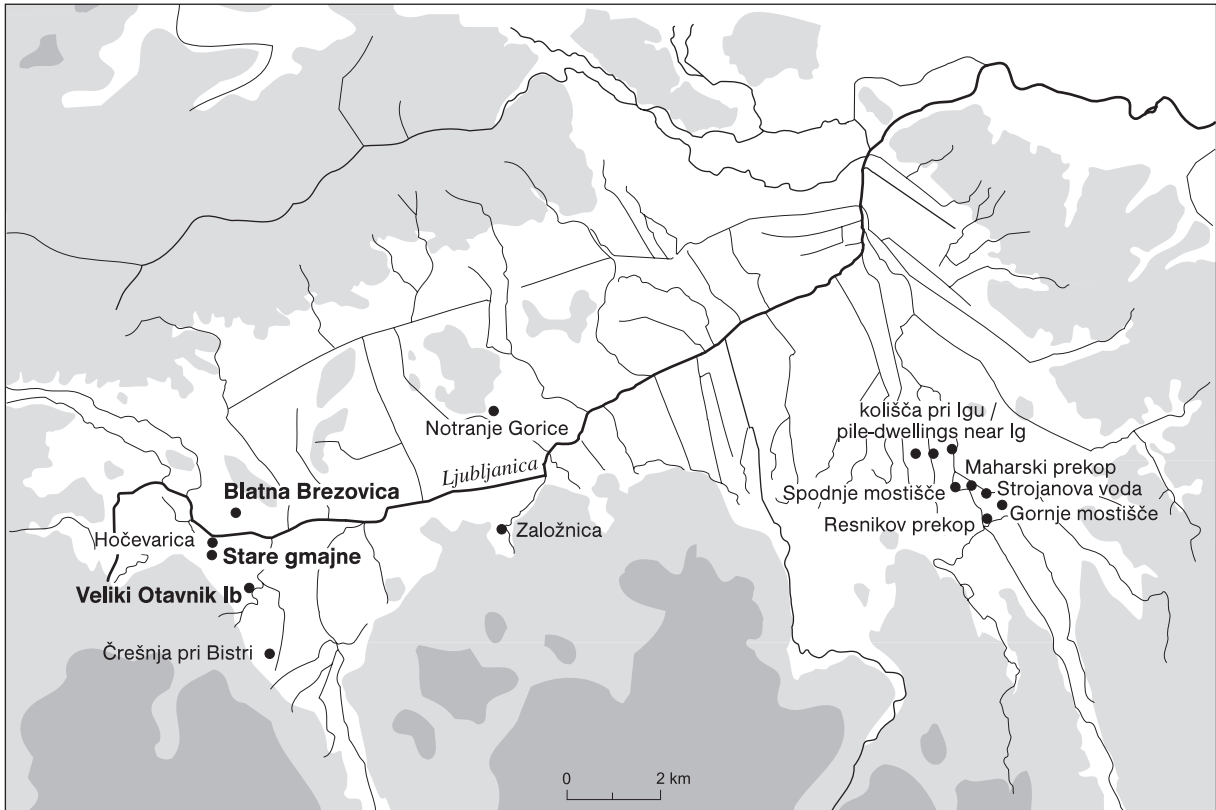 kolišča pri Igu /
pile-dwellings near Ig
Notranje Gorice
Ljubljanica
Maharski prekop
Spodnje mostišče
Strojanova voda
Blatna Brezovica
Gornje mostišče
Resnikov prekop
Založnica
Hočevarica
Stare gmajne
Veliki Otavnik Ib
Črešnja pri Bistri
0 2 km